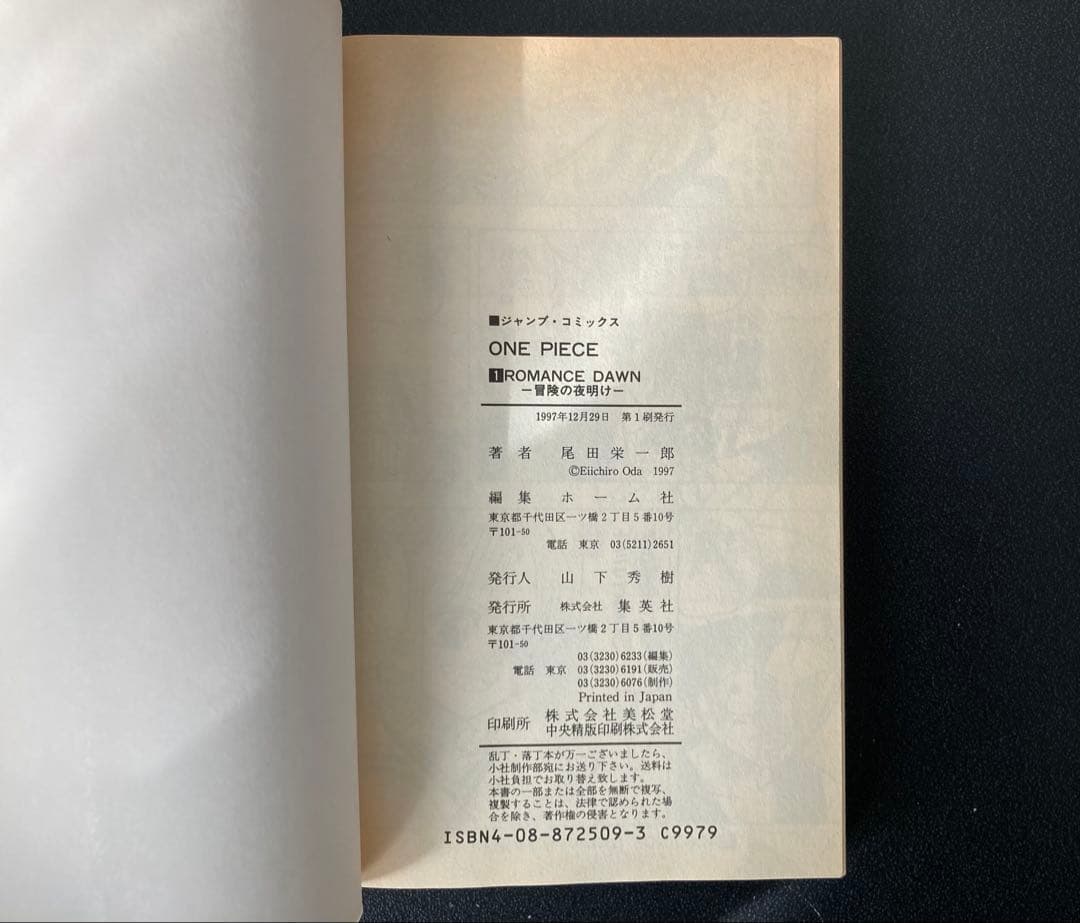 ■ジャンプ・コミックス
ONE PIECE
1 ROMANCE DAWN
―冒険の夜明け―
1997年12月29日 第1刷発行
著者 尾田栄一郎
©Eiichiro Oda 1997
編集 ホーム社
東京都千代田区一ツ橋2丁目5番10号
〒101-50
電話 東京 03(5211)2651
発行人 山下秀樹
発行所 株式会社 集英社
東京都千代田区一ツ橋2丁目5番10号
〒101-50
03(3230)6233(編集)
電話 東京 03(3230)6191(販売)
03(3230)6076(制作)
Printed in Japan
印刷所 株式会社美松堂
中央精版印刷株式会社
乱丁・落丁本が万一ございましたら、
小社制作部宛にお送り下さい。送料は
小社負担でお取り替え致します。
本書の一部または全部を無断で複写、
複製することは、法律で認められた場
合を除き、著作権の侵害となります。
ISBN4-08-872509-3 C9979